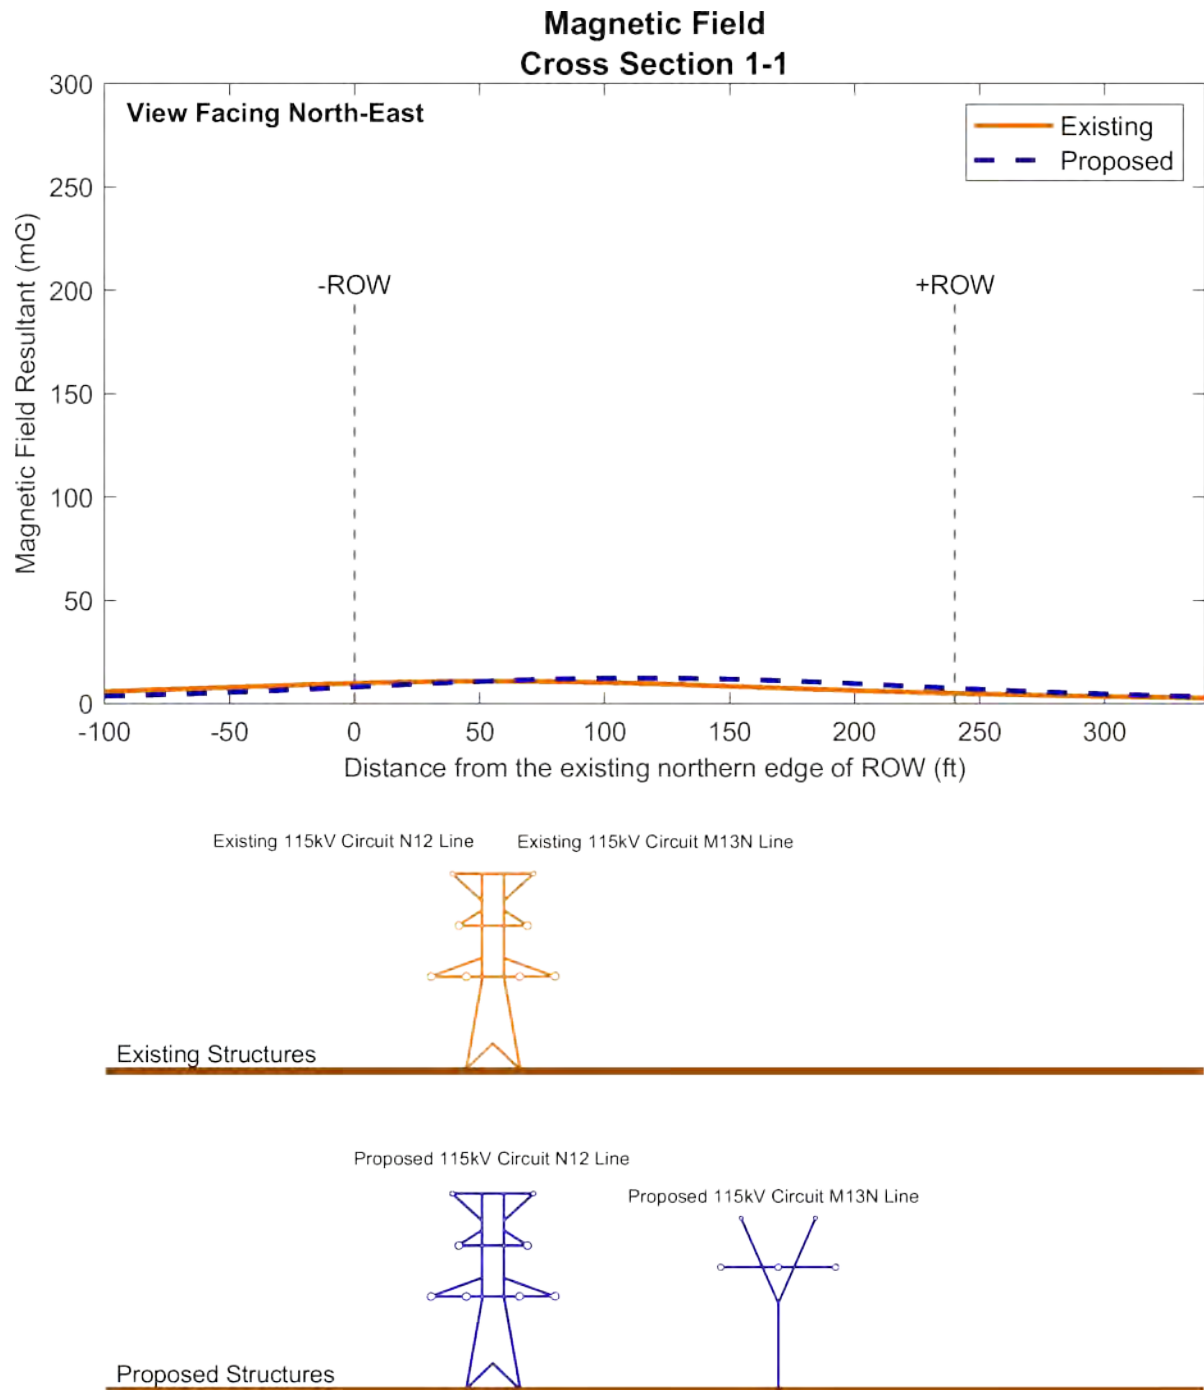 Magnetic Field
Cross Section 1-1
View Facing North-East
Existing
Proposed
Magnetic Field Resultant (mG)
300
250
200
150
100
50
0
-ROW
+ROW
-100 -50 0 50 100 150 200 250 300
Distance from the existing northern edge of ROW (ft)
Existing 115kV Circuit N12 Line Existing 115kV Circuit M13N Line
Existing Structures
Proposed 115kV Circuit N12 Line
Proposed 115kV Circuit M13N Line
Proposed Structures